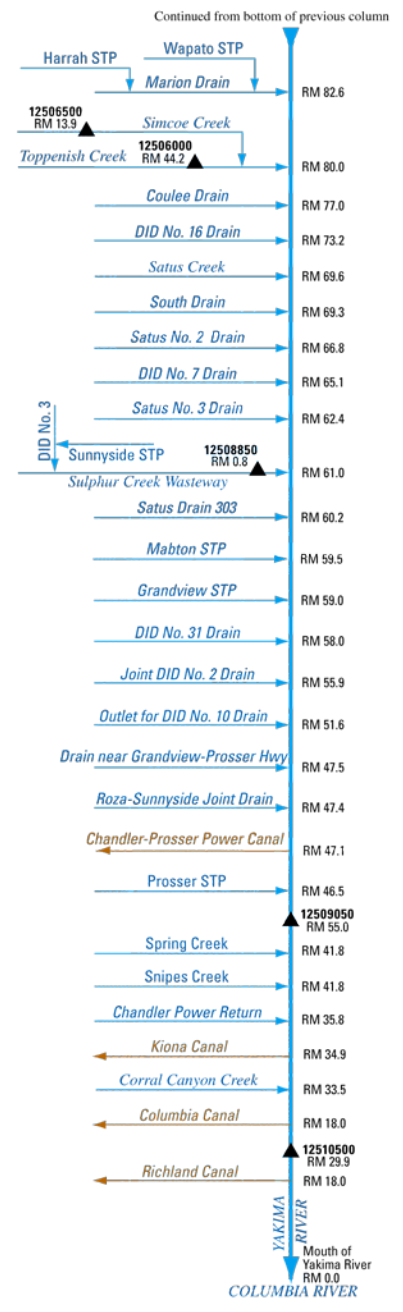 Continued from bottom of previous column
Wapato STP
Harrah STP
Marion Drain
RM 82.6
12506500
RM 13.9
Simcoe Creek
12506000
RM 44.2
Toppenish Creek
RM 80.0
Coulee Drain
RM 77.0
DID No. 16 Drain
RM 73.2
Satus Creek
RM 69.6
South Drain
RM 69.3
Satus No. 2 Drain
RM 66.8
DID No. 7 Drain
RM 65.1
Satus No. 3 Drain
RM 62.4
DID No. 3
Sunnyside STP
12508850
RM 0.8
RM 61.0
Sulphur Creek Wasteway
Satus Drain 303
RM 60.2
Mabton STP
RM 59.5
Grandview STP
RM 59.0
DID No. 31 Drain
RM 58.0
Joint DID No. 2 Drain
RM 55.9
Outlet for DID No. 10 Drain
RM 51.6
Drain near Grandview-Prosser Hwy
RM 47.5
Roza-Sunnyside Joint Drain
RM 47.4
Chandler-Prosser Power Canal
RM 47.1
Prosser STP
RM 46.5
12509050
RM 55.0
Spring Creek
RM 41.8
Snipes Creek
RM 41.8
Chandler Power Return
RM 35.8
Kiona Canal
RM 34.9
Corral Canyon Creek
RM 33.5
Columbia Canal
RM 18.0
12510500
RM 29.9
Richland Canal
RM 18.0
YAKIMA
RIVER
Mouth of
Yakima River
RM 0.0
COLUMBIA RIVER